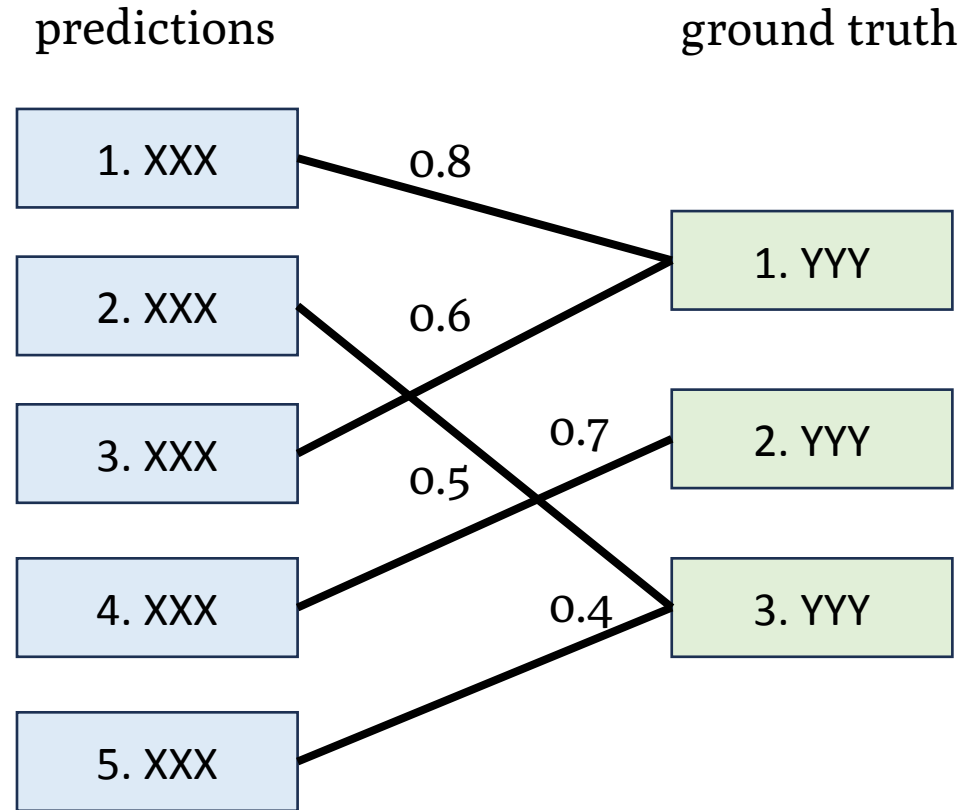 predictions
ground truth
1. XXX
0.8
1. YYY
2. XXX
0.6
3. XXX
0.7
2. YYY
0.5
4. XXX
0.4
3. YYY
5. XXX